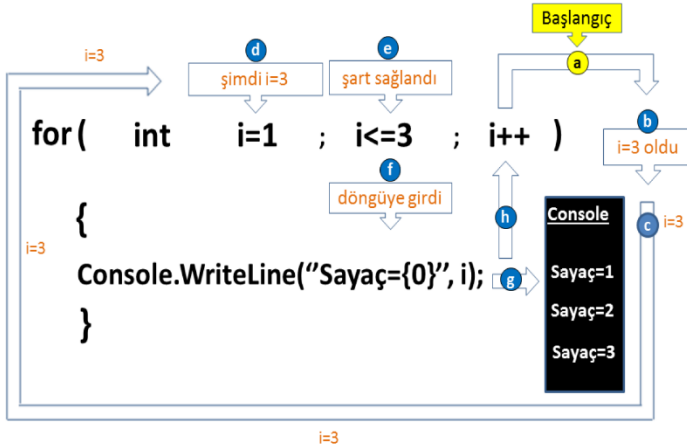 Başlangıç
a
i=3
d
e
şimdi i=3
şart sağlandı
b
for ( int i=1 ; i<=3 ; i++ )
i=3 oldu
f
döngüye girdi
{
h
Console
c
i=3
i=3
Console.WriteLine(‘’Sayaç={0}’’, i);
g
Sayaç=1
}
Sayaç=2
Sayaç=3
i=3